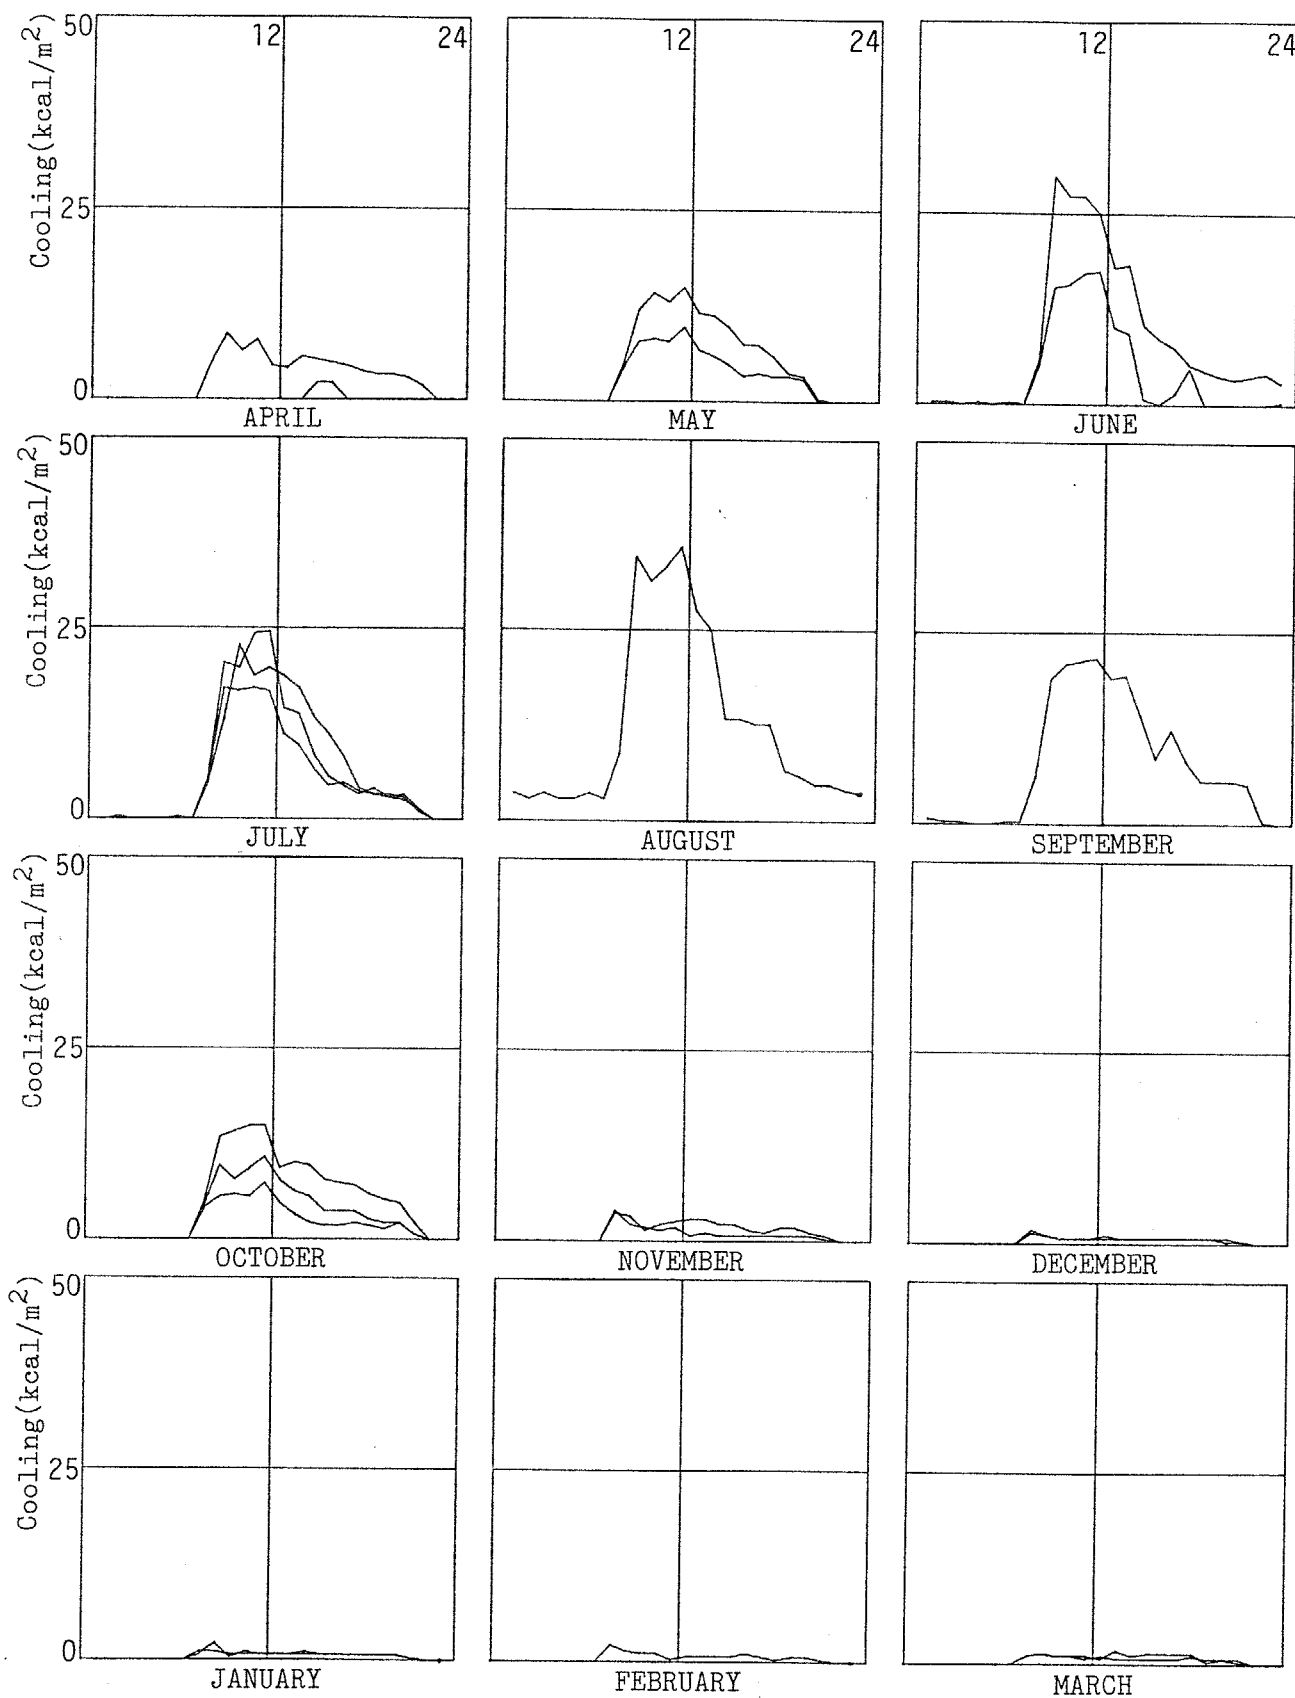 50 12 24 12 24 12 24
Cooling(kcal/m²)
25
0
APRIL MAY JUNE
50
Cooling(kcal/m²)
25
0
JULY AUGUST SEPTEMBER
50
Cooling(kcal/m²)
25
0
OCTOBER NOVEMBER DECEMBER
50
Cooling(kcal/m²)
25
0
JANUARY FEBRUARY MARCH